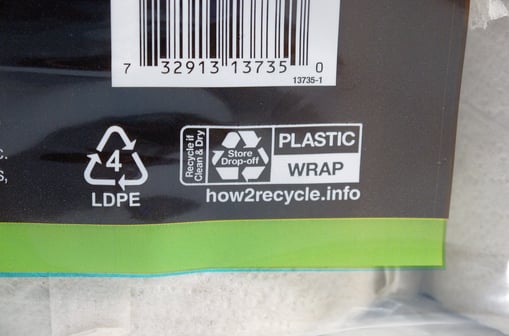 7 32913 13735 0
13735-1
s,
4
LDPE
Recycle if
Clean & Dry
Store
Drop-off
PLASTIC
WRAP
how2recycle.info